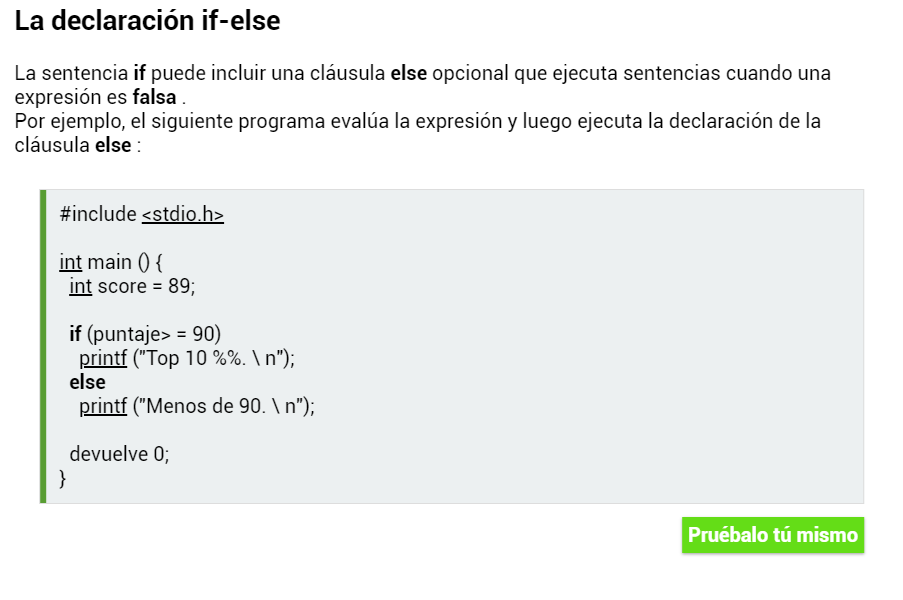 La declaración if-else
La sentencia if puede incluir una cláusula else opcional que ejecuta sentencias cuando una
expresión es falsa .
Por ejemplo, el siguiente programa evalúa la expresión y luego ejecuta la declaración de la
cláusula else :
#include <stdio.h>
int main () {
int score = 89;
if (puntaje> = 90)
printf ("Top 10 %%. \ n");
else
printf ("Menos de 90. \ n");
devuelve 0;
}
Pruébalo tú mismo